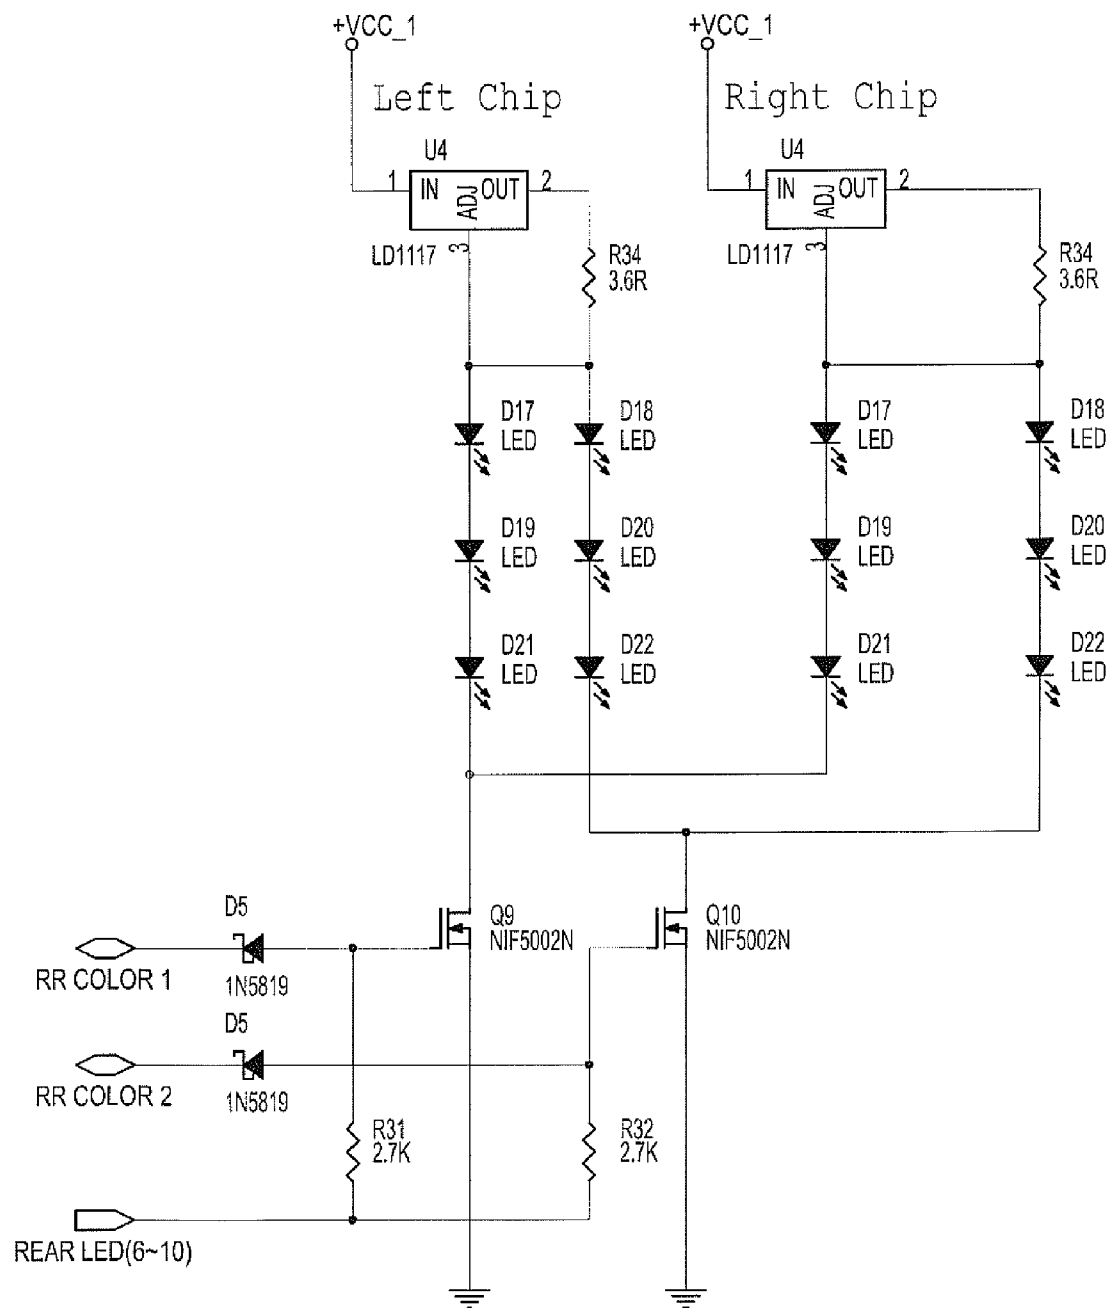 +VCC_1
+VCC_1
Left Chip
Right Chip
U4
U4
1
IN
ADJ
OUT
2
1
IN
ADJ
OUT
2
LD1117
3
R34
3.6R
LD1117
3
R34
3.6R
D17
LED
D18
LED
D17
LED
D18
LED
D19
LED
D20
LED
D19
LED
D20
LED
D21
LED
D22
LED
D21
LED
D22
LED
D5
Q9
NIF5002N
Q10
NIF5002N
RR COLOR 1
1N5819
D5
RR COLOR 2
1N5819
R31
2.7K
R32
2.7K
REAR LED(6~10)